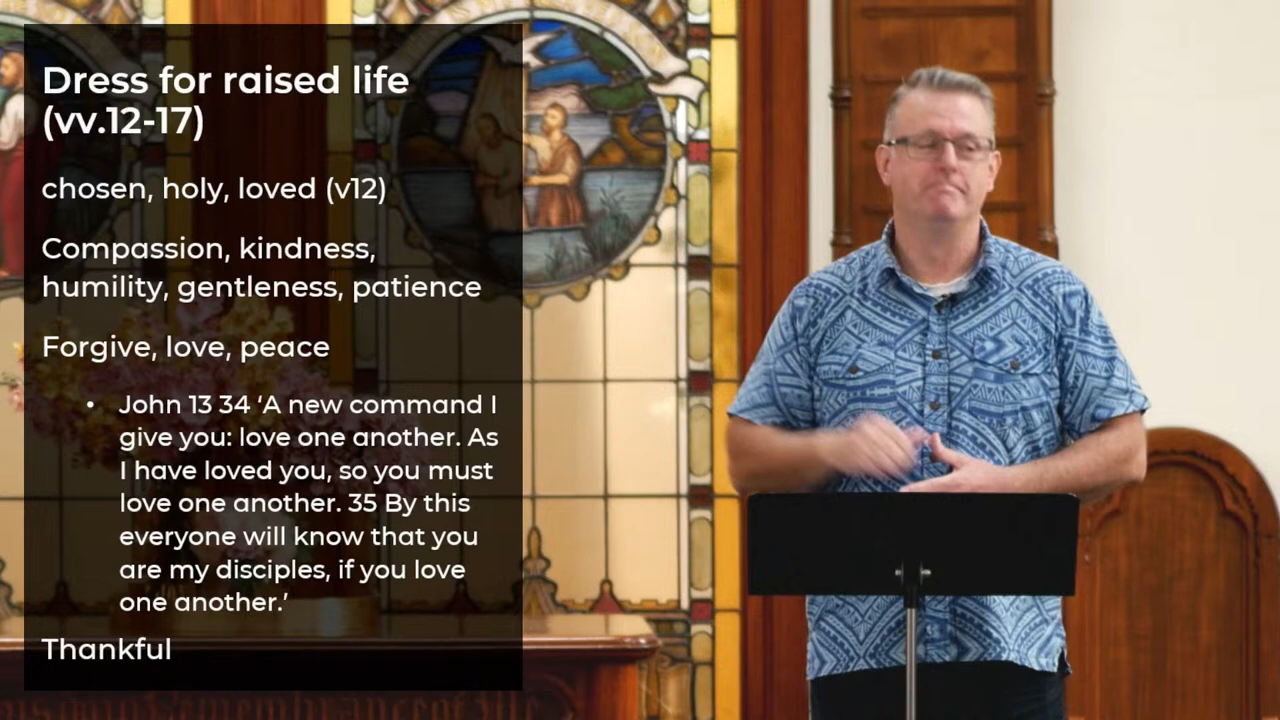 Dress for raised life
(vv.12-17)
chosen, holy, loved (v12)
Compassion, kindness,
humility, gentleness, patience
Forgive, love, peace
• John 13 34 ‘A new command I
give you: love one another. As
I have loved you, so you must
love one another. 35 By this
everyone will know that you
are my disciples, if you love
one another.’
Thankful